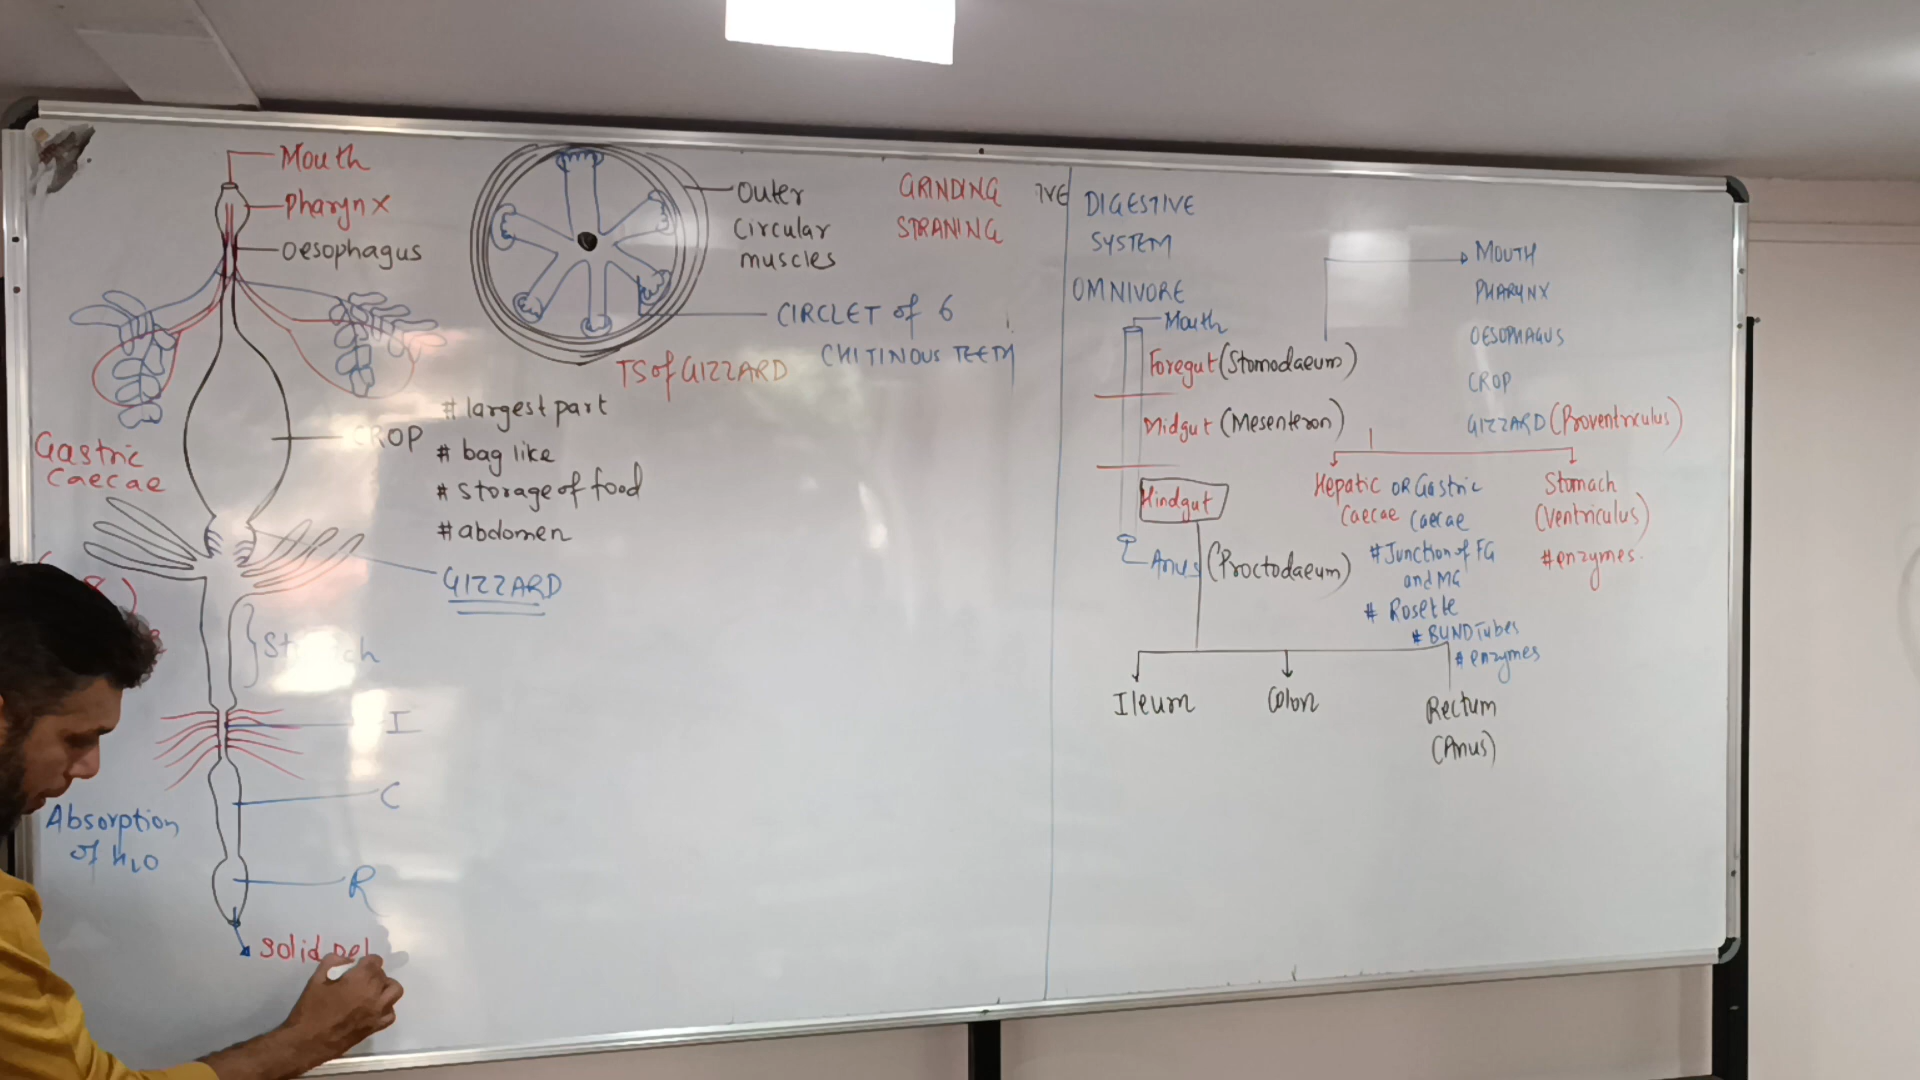 Mouth
Pharynx
Oesophagus
Gastric
Caecae
CROP
# largest part
# bag like
# storage of food
# abdomen
GIZZARD
I
C
R
Absorption
of H2O
solid pel
outer
circular
muscles
GRINDING
STRANING
CIRCLET of 6
CHITINOUS TEETH
TS of GIZZARD
IVE
DIGESTIVE
SYSTEM
OMNIVORE
Mouth
Foregut (Stomodaeum)
Midgut (Mesenteron)
Hindgut
Anus (Proctodaeum)
MOUTH
PHARYNX
OESOPHAGUS
CROP
GIZZARD (Proventriculus)
Hepatic OR Gastric
Caecae Caecae
# Junction of FG
and MG
# Rosette
# BLIND Tubes
# enzymes
Stomach
(Ventriculus)
# enzymes.
Ileum
Colon
Rectum
(Anus)